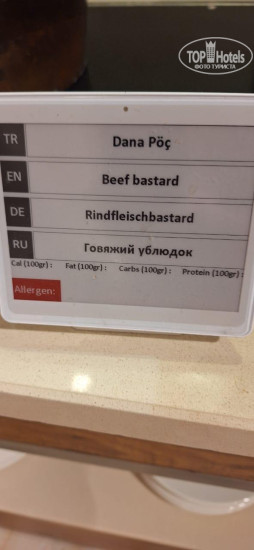 TOP Hotels
ФОТО ТУРИСТА
TR Dana Pöç
EN Beef bastard
DE Rindfleischbastard
RU Говяжий ублюдок
Cal (100gr) : Fat (100gr) : Carbs (100gr) : Protein (100gr) :
Allergen: